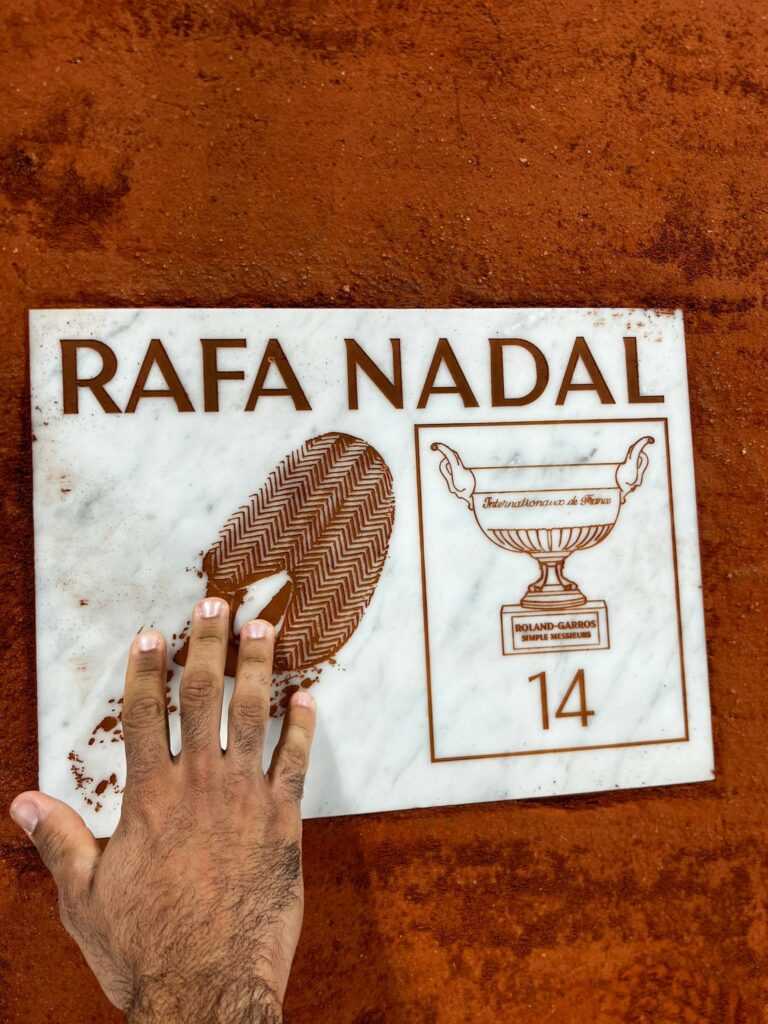 RAFA NADAL
Internationaux de France
ROLAND-GARROS
SIMPLE MESSIEURS
14